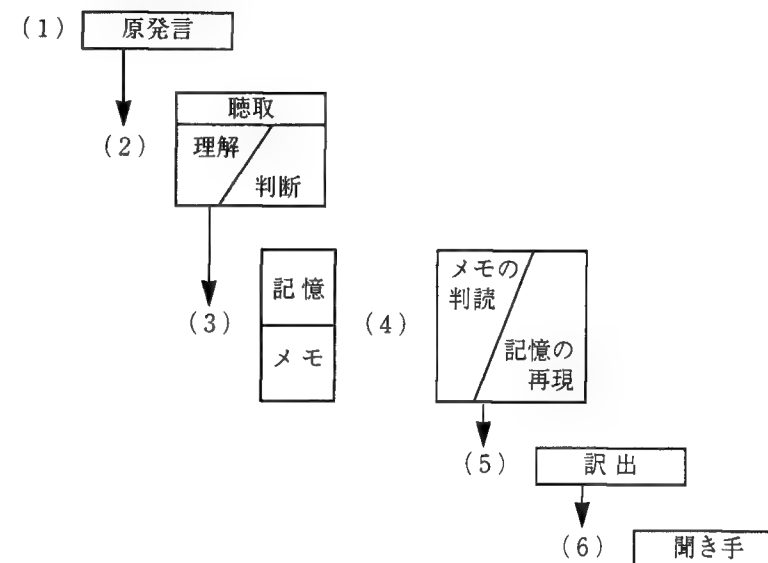 (1) 原発言
聴取
(2) 理解
判断
記憶
(3)
メモ
(4) メモの
判読
記憶の
再現
(5) 訳出
(6) 聞き手